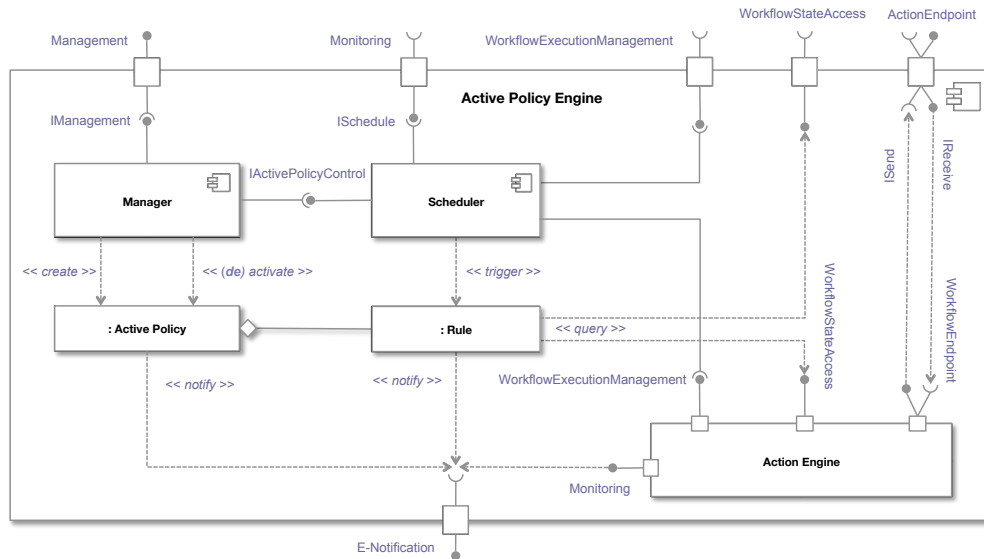 WorkflowStateAccess
ActionEndpoint
Management
Monitoring
WorkflowExecutionManagement
Active Policy Engine
IManagement
ISchedule
ISend
IReceive
Manager
IActivePolicyControl
Scheduler
<< create >>
<< (de) activate >>
<< trigger >>
WorkflowStateAccess
WorkflowEndpoint
: Active Policy
: Rule
<< query >>
<< notify >>
<< notify >>
WorkflowExecutionManagement
Action Engine
Monitoring
E-Notification